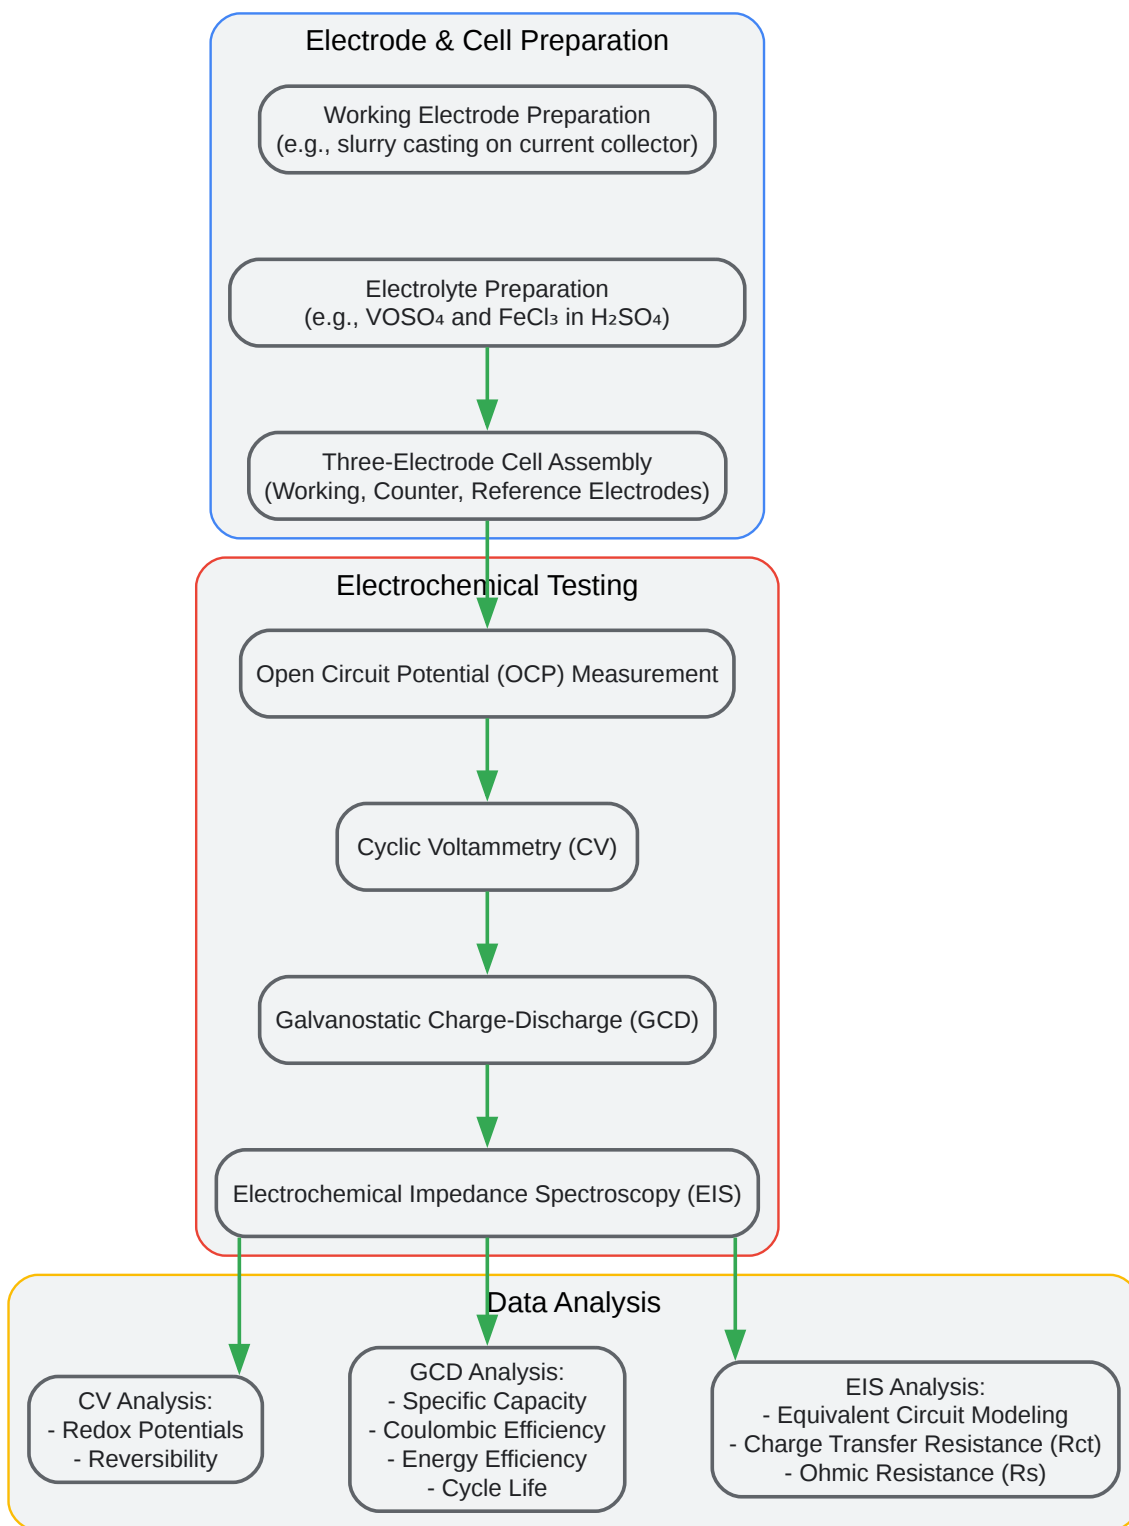 Electrode & Cell Preparation
Working Electrode Preparation
(e.g., slurry casting on current collector)
Electrolyte Preparation
(e.g., VOSO₄ and FeCl₃ in H₂SO₄)
Three-Electrode Cell Assembly
(Working, Counter, Reference Electrodes)
Electrochemical Testing
Open Circuit Potential (OCP) Measurement
Cyclic Voltammetry (CV)
Galvanostatic Charge-Discharge (GCD)
Electrochemical Impedance Spectroscopy (EIS)
Data Analysis
CV Analysis:
- Redox Potentials
- Reversibility
GCD Analysis:
- Specific Capacity
- Coulombic Efficiency
- Energy Efficiency
- Cycle Life
EIS Analysis:
- Equivalent Circuit Modeling
- Charge Transfer Resistance (Rct)
- Ohmic Resistance (Rs)